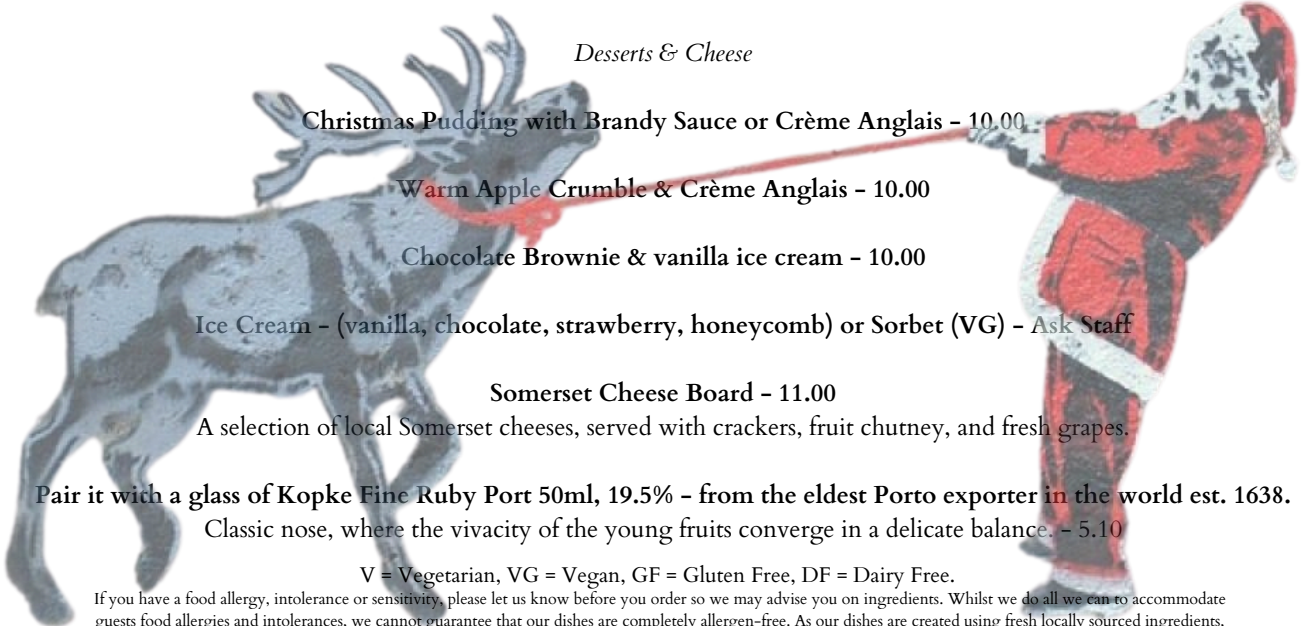 Desserts & Cheese
Christmas Pudding with Brandy Sauce or Crème Anglais - 10.00
Warm Apple Crumble & Crème Anglais - 10.00
Chocolate Brownie & vanilla ice cream - 10.00
Ice Cream - (vanilla, chocolate, strawberry, honeycomb) or Sorbet (VG) - Ask Staff
Somerset Cheese Board - 11.00
A selection of local Somerset cheeses, served with crackers, fruit chutney, and fresh grapes.
Pair it with a glass of Kopke Fine Ruby Port 50ml, 19.5% - from the eldest Porto exporter in the world est. 1638.
Classic nose, where the vivacity of the young fruits converge in a delicate balance. - 5.10
V = Vegetarian, VG = Vegan, GF = Gluten Free, DF = Dairy Free.
If you have a food allergy, intolerance or sensitivity, please let us know before you order so we may advise you on ingredients. Whilst we do all we can to accommodate
guests food allergies and intolerances, we cannot guarantee that our dishes are completely allergen-free. As our dishes are created using fresh locally sourced ingredients,